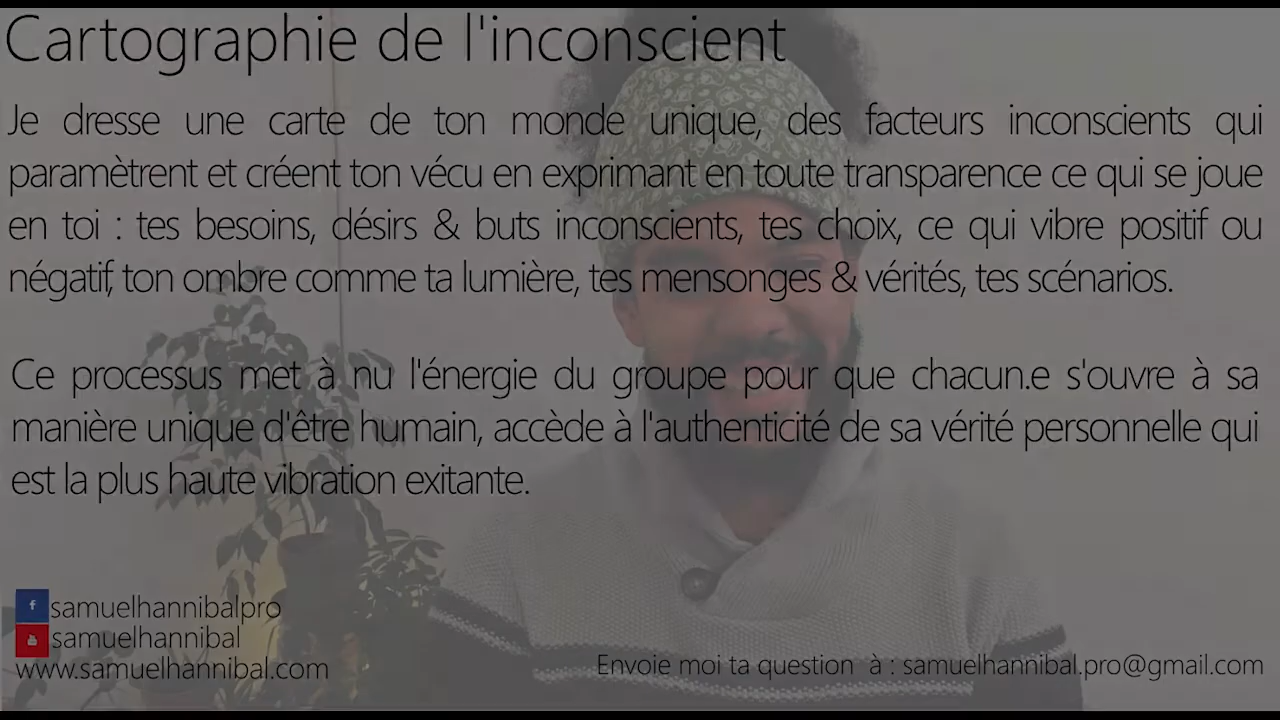 Cartographie de l'inconscient
Je dresse une carte de ton monde unique, des facteurs inconscients qui
paramètrent et créent ton vécu en exprimant en toute transparence ce qui se joue
en toi : tes besoins, désirs & buts inconscients, tes choix, ce qui vibre positif ou
négatif, ton ombre comme ta lumière, tes mensonges & vérités, tes scénarios.
Ce processus met à nu l'énergie du groupe pour que chacun.e s'ouvre à sa
manière unique d'être humain, accède à l'authenticité de sa vérité personnelle qui
est la plus haute vibration exitante.
samuelhannibalpro
samuelhannibal
www.samuelhannibal.com
Envoie moi ta question à : samuelhannibal.pro@gmail.com